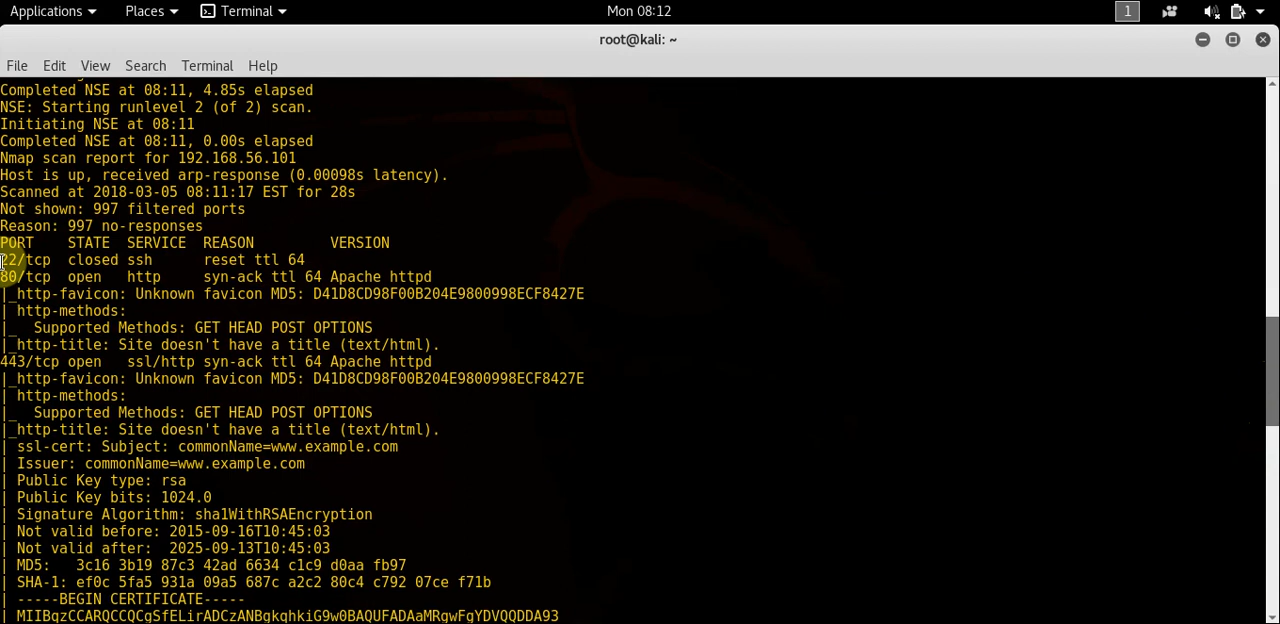 Applications Places Terminal Mon 08:12 1
root@kali: ~
File Edit View Search Terminal Help
Completed NSE at 08:11, 4.85s elapsed
NSE: Starting runlevel 2 (of 2) scan.
Initiating NSE at 08:11
Completed NSE at 08:11, 0.00s elapsed
Nmap scan report for 192.168.56.101
Host is up, received arp-response (0.00098s latency).
Scanned at 2018-03-05 08:11:17 EST for 28s
Not shown: 997 filtered ports
Reason: 997 no-responses
PORT STATE SERVICE REASON VERSION
22/tcp closed ssh reset ttl 64
80/tcp open http syn-ack ttl 64 Apache httpd
|_http-favicon: Unknown favicon MD5: D41D8CD98F00B204E9800998ECF8427E
| http-methods:
|_ Supported Methods: GET HEAD POST OPTIONS
|_http-title: Site doesn't have a title (text/html).
443/tcp open ssl/http syn-ack ttl 64 Apache httpd
|_http-favicon: Unknown favicon MD5: D41D8CD98F00B204E9800998ECF8427E
| http-methods:
|_ Supported Methods: GET HEAD POST OPTIONS
|_http-title: Site doesn't have a title (text/html).
| ssl-cert: Subject: commonName=www.example.com
| Issuer: commonName=www.example.com
| Public Key type: rsa
| Public Key bits: 1024.0
| Signature Algorithm: sha1WithRSAEncryption
| Not valid before: 2015-09-16T10:45:03
| Not valid after: 2025-09-13T10:45:03
| MD5: 3c16 3b19 87c3 42ad 6634 c1c9 d0aa fb97
| SHA-1: ef0c 5fa5 931a 09a5 687c a2c2 80c4 c792 07ce f71b
| -----BEGIN CERTIFICATE-----
| MIIBqzCCARQCCQCgSfELirADCzANBgkqhkiG9w0BAQUFADAaMRgwFgYDVQQDDA93